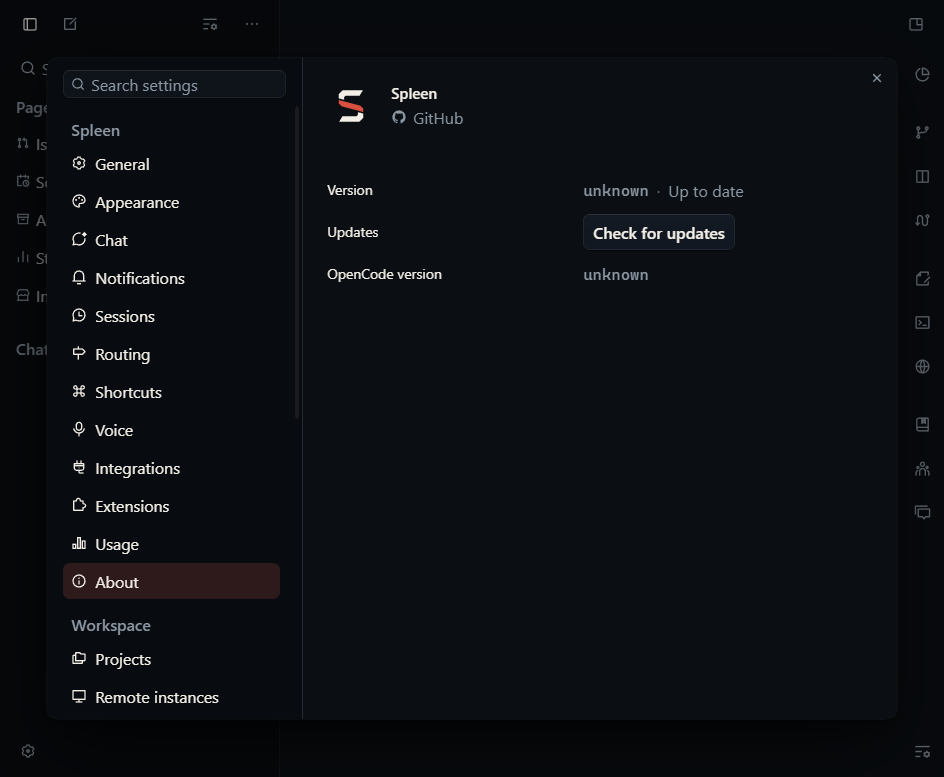 Search settings
Spleen
General
Appearance
Chat
Notifications
Sessions
Routing
Shortcuts
Voice
Integrations
Extensions
Usage
About
Workspace
Projects
Remote instances
Spleen
GitHub
Version
unknown · Up to date
Updates
Check for updates
OpenCode version
unknown